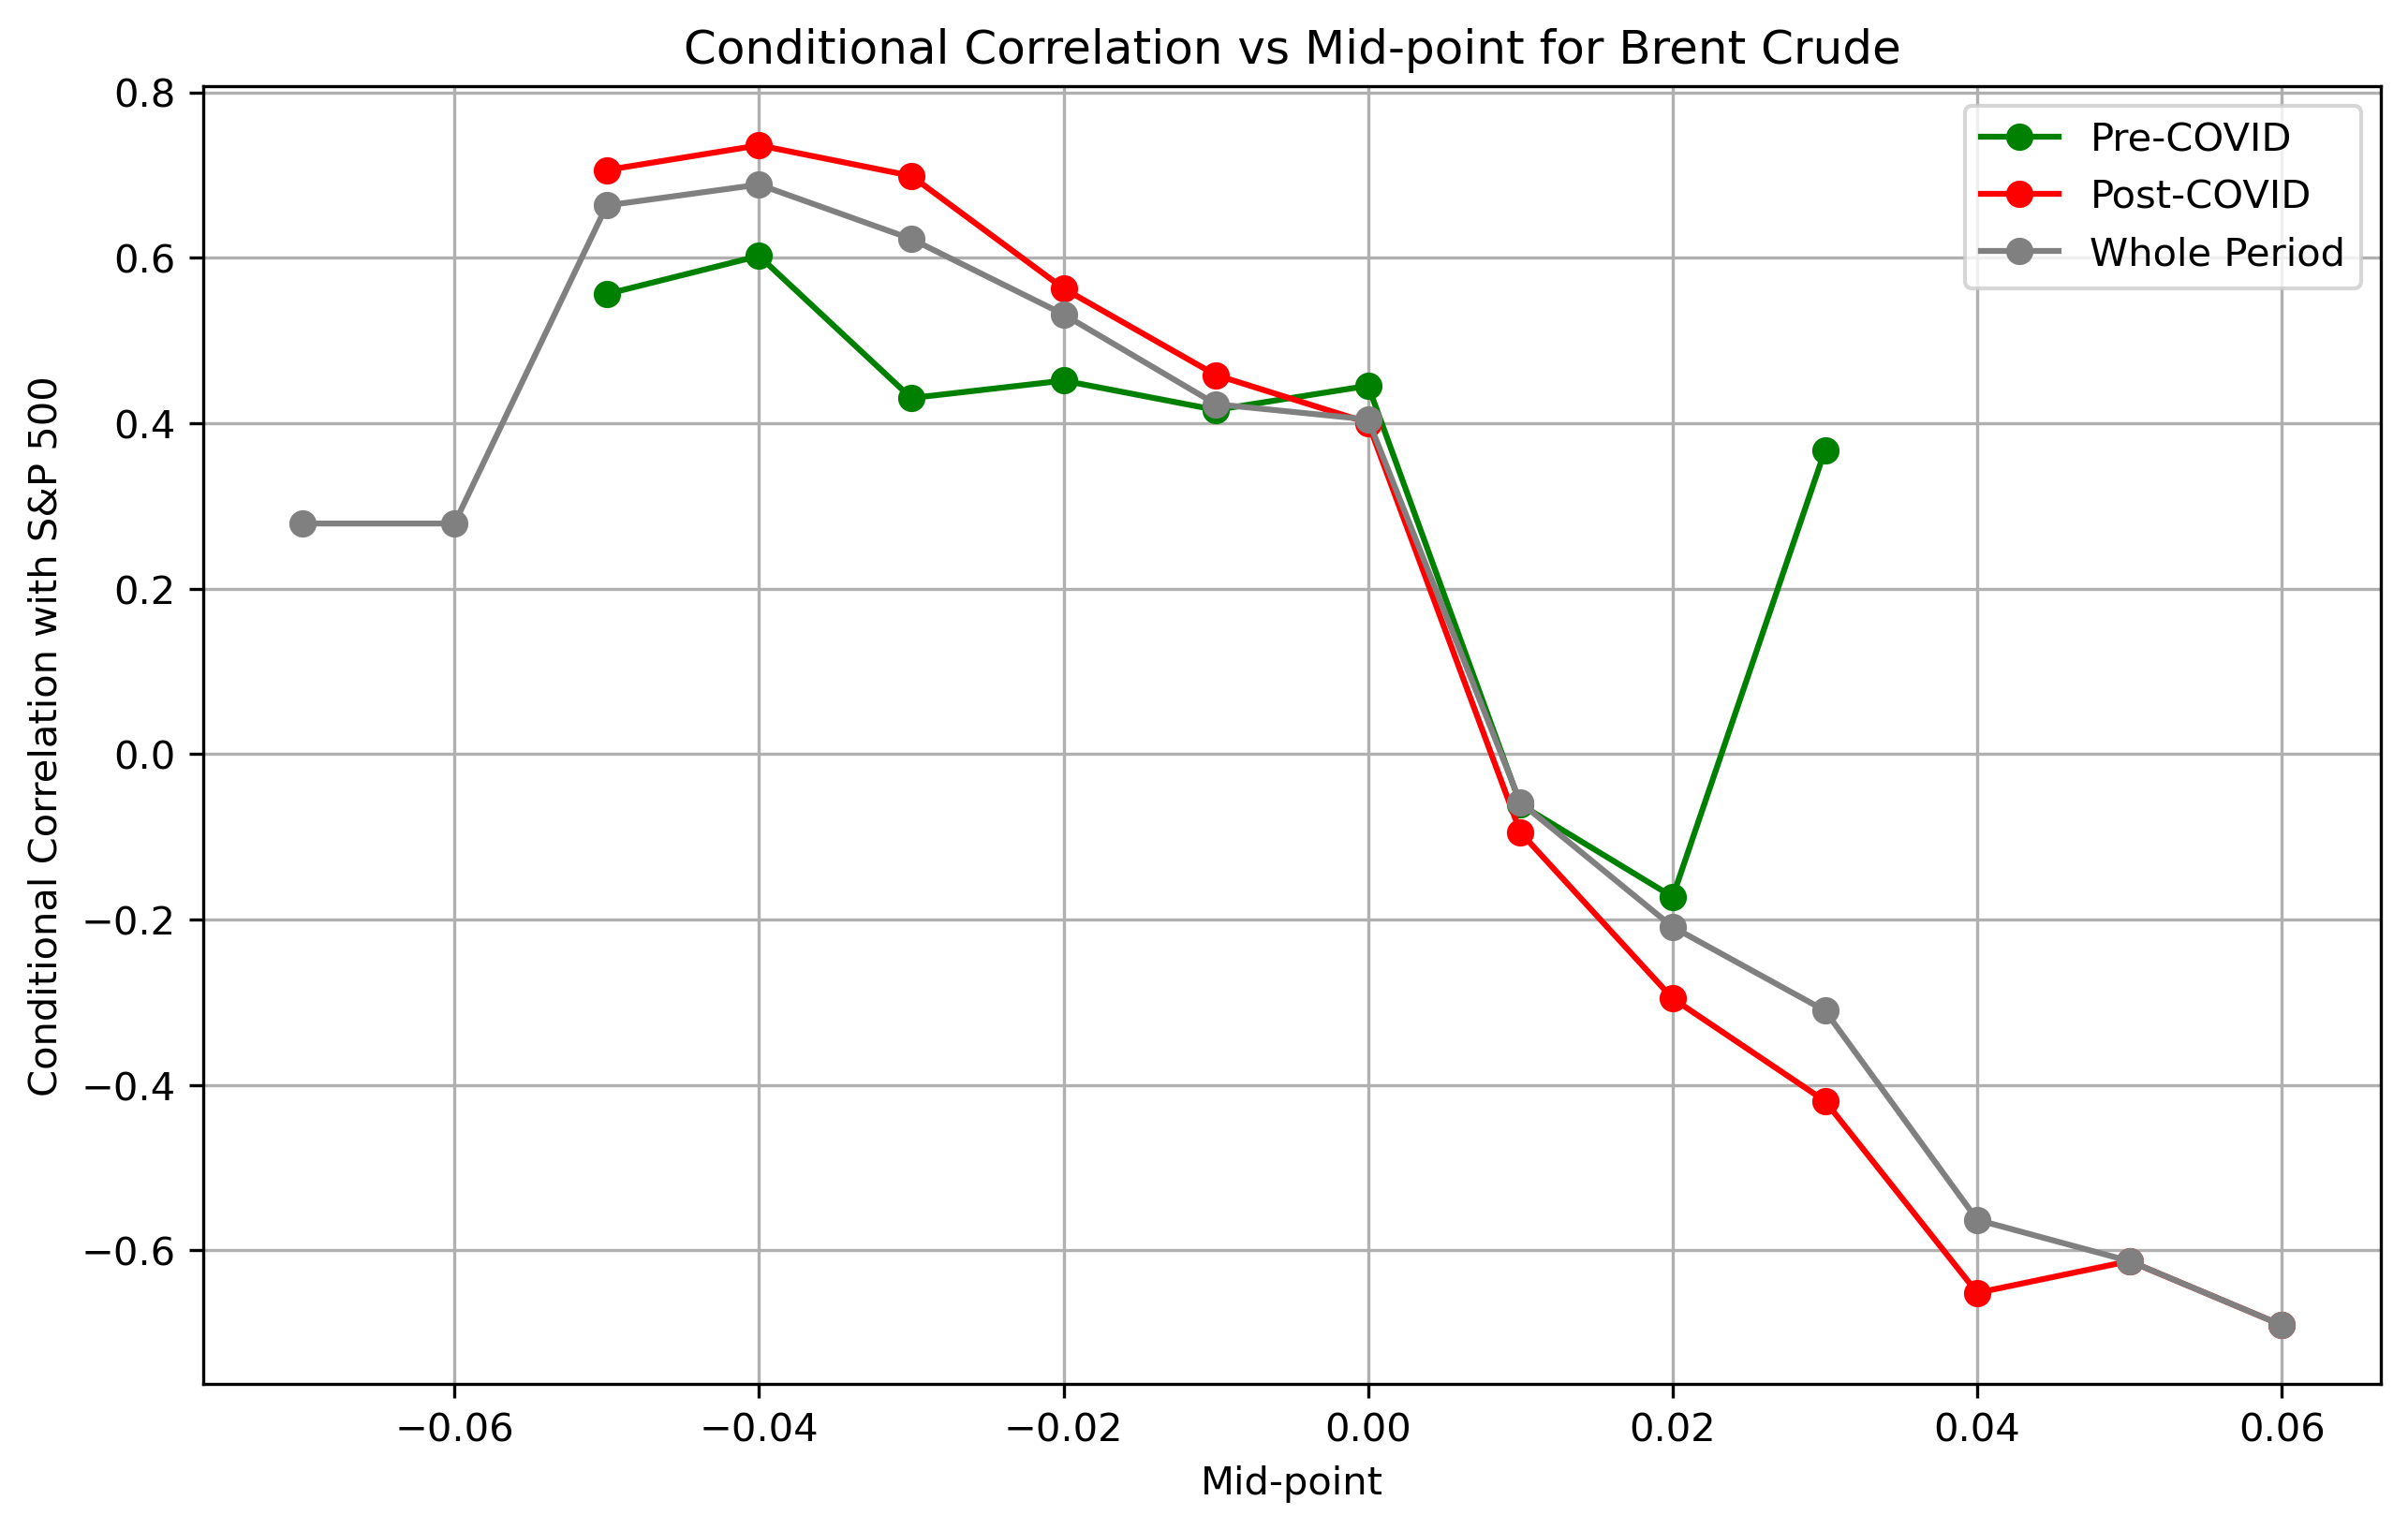 Conditional Correlation vs Mid-point for Brent Crude
Pre-COVID
Post-COVID
Whole Period
Conditional Correlation with S&P 500
0.8
0.6
0.4
0.2
0.0
−0.2
−0.4
−0.6
−0.06 −0.04 −0.02 0.00 0.02 0.04 0.06
Mid-point